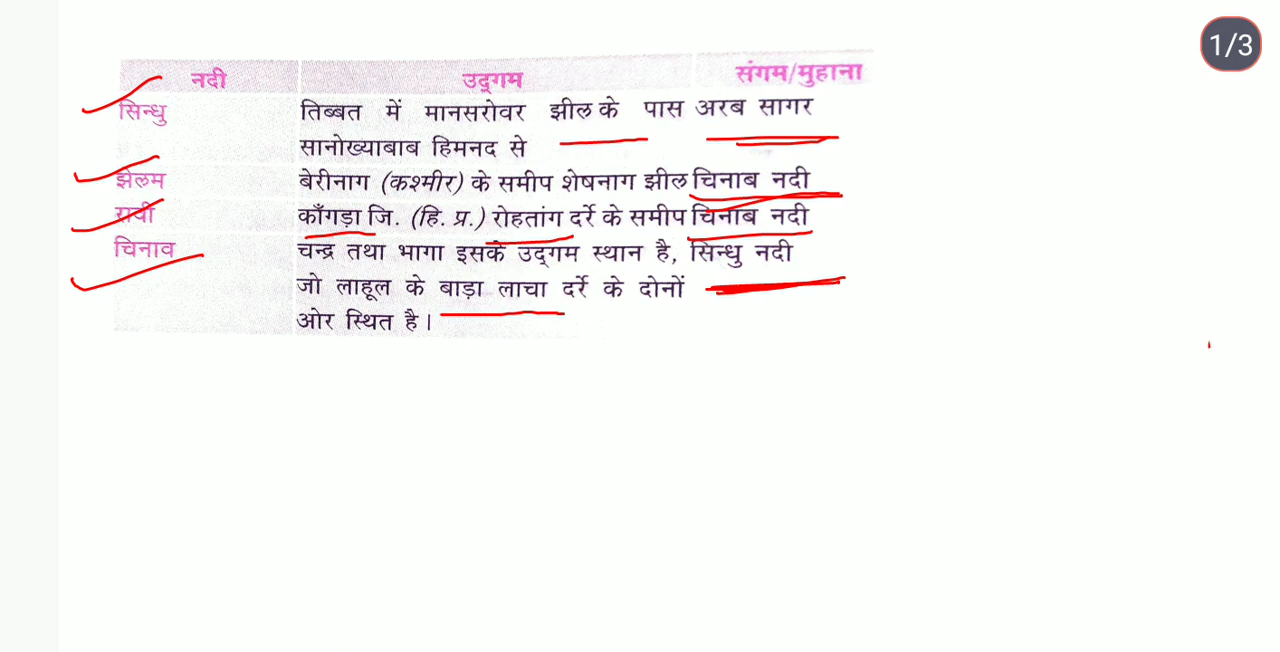 1/3
नदी उद्गम संगम/मुहाना
सिन्धु तिब्बत में मानसरोवर झील के पास अरब सागर
सानोख्याबाब हिमनद से
झेलम बेरीनाग (कश्मीर) के समीप शेषनाग झील चिनाब नदी
रावी काँगड़ा जि. (हि. प्र.) रोहतांग दर्रे के समीप चिनाब नदी
चिनाव चन्द्र तथा भागा इसके उद्गम स्थान है, सिन्धु नदी
जो लाहूल के बाड़ा लाचा दर्रे के दोनों
ओर स्थित है।